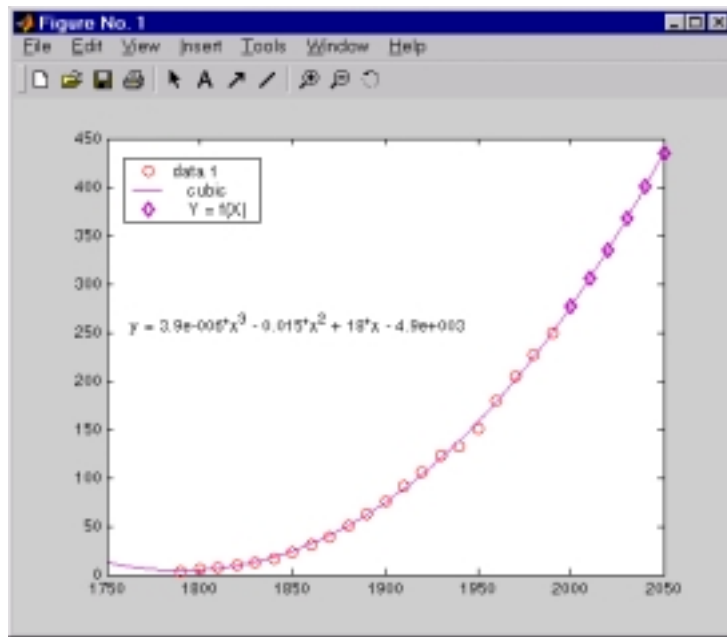 Figure No. 1
File Edit View Insert Tools Window Help
A
450
400
350
300
250
200
150
100
50
0
data 1
cubic
Y = f(X)
y = 3.9e-006*x^3 - 0.015*x^2 + 18*x - 4.9e+003
1750 1800 1850 1900 1950 2000 2050